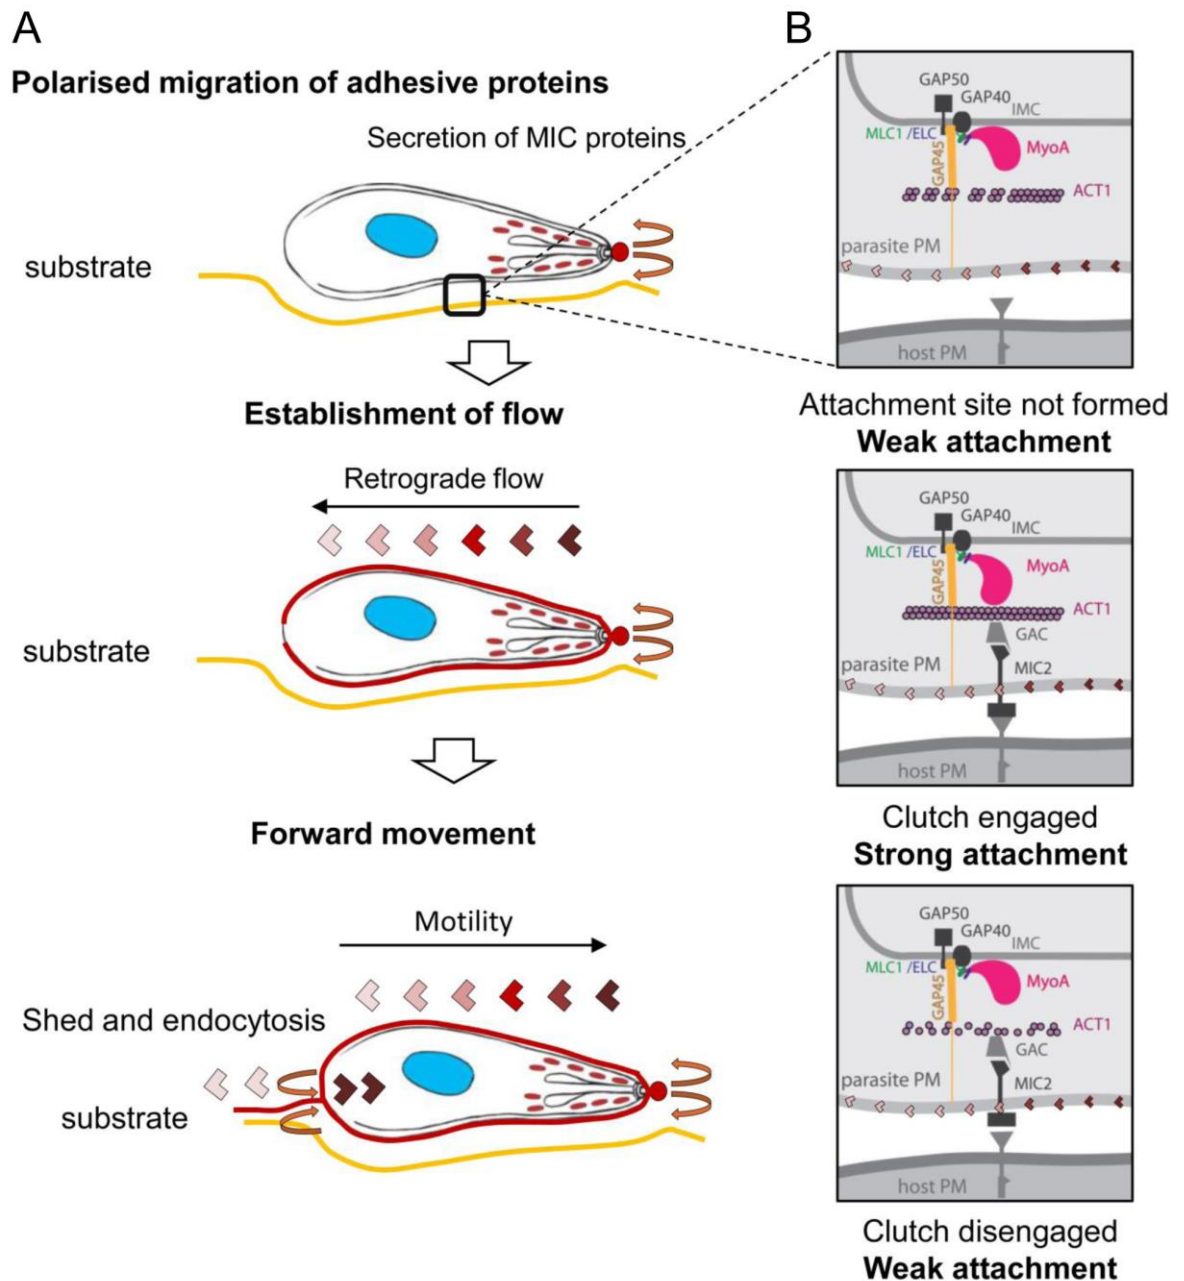 A
Polarised migration of adhesive proteins
Secretion of MIC proteins
substrate
Establishment of flow
Retrograde flow
substrate
Forward movement
Motility
Shed and endocytosis
substrate
B
GAP50
GAP40
IMC
MLC1 /ELC
MyoA
GAP45
ACT1
parasite PM
host PM
Attachment site not formed
Weak attachment
GAP50
GAP40
IMC
MLC1 /ELC
MyoA
GAP45
ACT1
GAC
parasite PM
MIC2
host PM
Clutch engaged
Strong attachment
GAP50
GAP40
IMC
MLC1 /ELC
MyoA
GAP45
ACT1
GAC
parasite PM
MIC2
host PM
Clutch disengaged
Weak attachment